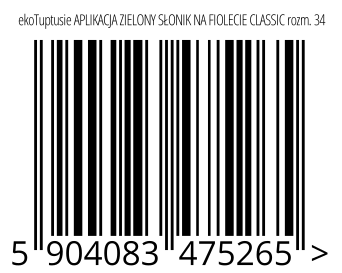 ekoTuptusie APLIKACJA ZIELONY SŁONIK NA FIOLECIE CLASSIC rozm. 34
5 904083 475265 >